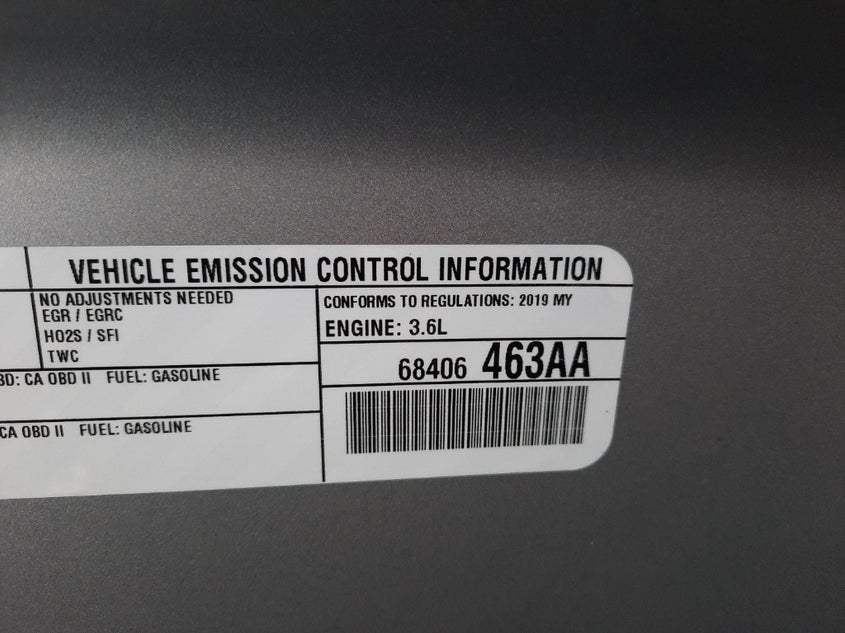 VEHICLE EMISSION CONTROL INFORMATION
NO ADJUSTMENTS NEEDED
EGR / EGRC
HO2S / SFI
TWC
CONFORMS TO REGULATIONS: 2019 MY
ENGINE: 3.6L
68406 463AA
BD: CA OBD II FUEL: GASOLINE
CA OBD II FUEL: GASOLINE